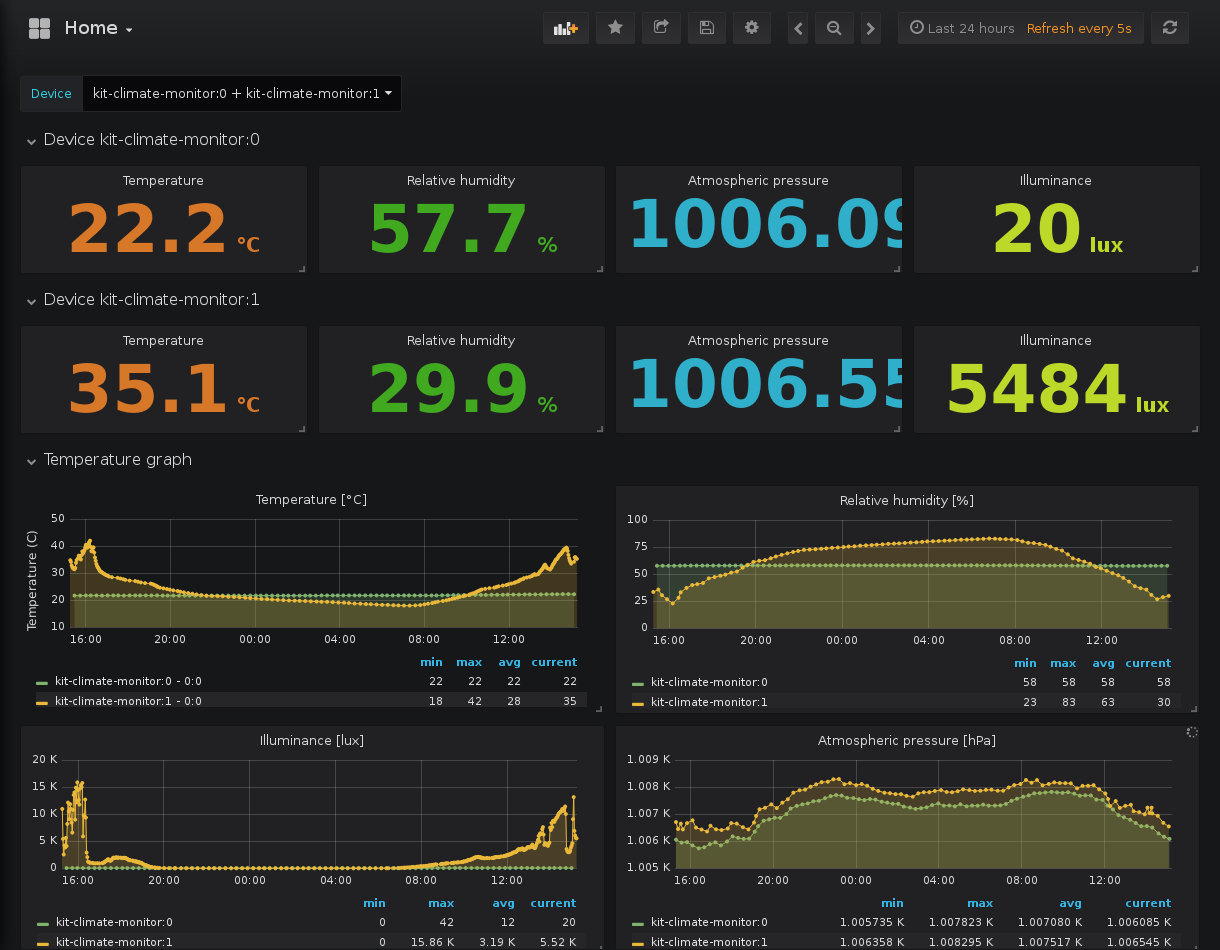 Home
Last 24 hours Refresh every 5s
Device kit-climate-monitor:0 + kit-climate-monitor:1
Device kit-climate-monitor:0
Temperature Relative humidity Atmospheric pressure Illuminance
22.2 °C 57.7 % 1006.09 20 lux
Device kit-climate-monitor:1
Temperature Relative humidity Atmospheric pressure Illuminance
35.1 °C 29.9 % 1006.55 5484 lux
Temperature graph
Temperature [°C]
Temperature (C)
50
40
30
20
10
16:00 20:00 00:00 04:00 08:00 12:00
min max avg current
kit-climate-monitor:0 - 0:0 22 22 22 22
kit-climate-monitor:1 - 0:0 18 42 28 35
Relative humidity [%]
100
75
50
25
0
16:00 20:00 00:00 04:00 08:00 12:00
min max avg current
kit-climate-monitor:0 58 58 58 58
kit-climate-monitor:1 23 83 63 30
Illuminance [lux]
20 K
15 K
10 K
5 K
0
16:00 20:00 00:00 04:00 08:00 12:00
min max avg current
kit-climate-monitor:0 0 42 12 20
kit-climate-monitor:1 0 15.86 K 3.19 K 5.52 K
Atmospheric pressure [hPa]
1.009 K
1.008 K
1.007 K
1.006 K
1.005 K
16:00 20:00 00:00 04:00 08:00 12:00
min max avg current
kit-climate-monitor:0 1.005735 K 1.007823 K 1.007080 K 1.006085 K
kit-climate-monitor:1 1.006358 K 1.008295 K 1.007517 K 1.006545 K